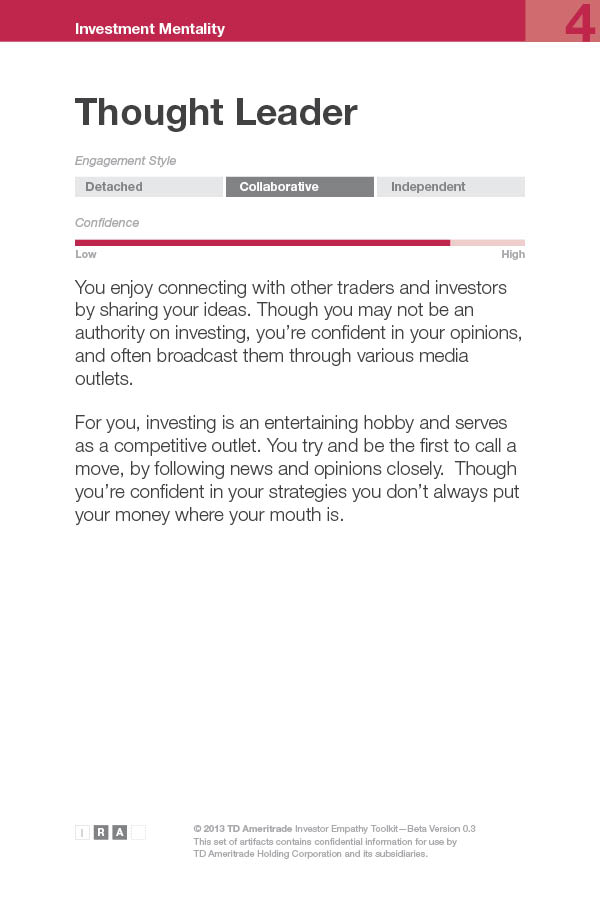 Investment Mentality
4
Thought Leader
Engagement Style
Detached
Collaborative
Independent
Confidence
Low
High
You enjoy connecting with other traders and investors
by sharing your ideas. Though you may not be an
authority on investing, you’re confident in your opinions,
and often broadcast them through various media
outlets.
For you, investing is an entertaining hobby and serves
as a competitive outlet. You try and be the first to call a
move, by following news and opinions closely.  Though
you’re confident in your strategies you don’t always put
your money where your mouth is.
I R A
© 2013 TD Ameritrade Investor Empathy Toolkit—Beta Version 0.3
This set of artifacts contains confidential information for use by
TD Ameritrade Holding Corporation and its subsidiaries.